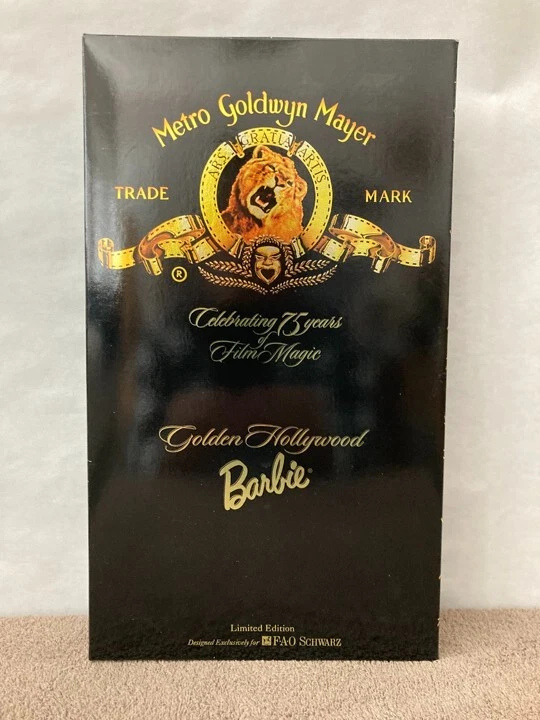 Metro Goldwyn Mayer
ARS GRATIA ARTIS
TRADE MARK
®
Celebrating 75 years
of
Film Magic
Golden Hollywood
Barbie®
Limited Edition
Designed Exclusively for FAO SCHWARZ